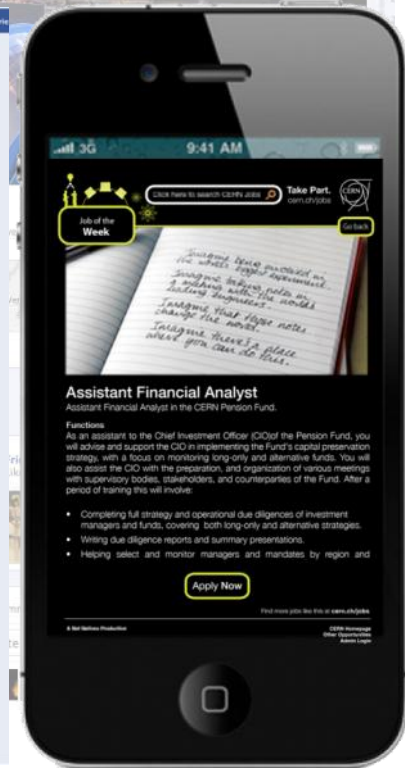 3G
9:41 AM
Click here to search CERN Jobs
Take Part.
cern.ch/jobs
CERN
Job of the
Week
Go back
Imagine being involved in
the world's biggest experiment.
Imagine taking notes in
a meeting with the world's
leading engineers.
Imagine that those notes
change the world.
Imagine there's a place
where you can do this.
Assistant Financial Analyst
Assistant Financial Analyst in the CERN Pension Fund.
Functions
As an assistant to the Chief Investment Officer (CIO)of the Pension Fund, you
will advise and support the CIO in implementing the Fund's capital preservation
strategy, with a focus on monitoring long-only and alternative funds. You will
also assist the CIO with the preparation, and organization of various meetings
with supervisory bodies, stakeholders, and counterparties of the Fund. After a
period of training this will involve:
• Completing full strategy and operational due diligences of investment
managers and funds, covering both long-only and alternative strategies.
• Writing due diligence reports and summary presentations.
• Helping select and monitor managers and mandates by region and
Apply Now
Find more jobs like this at cern.ch/jobs
CERN Homepage
Other Opportunities
Admin Login